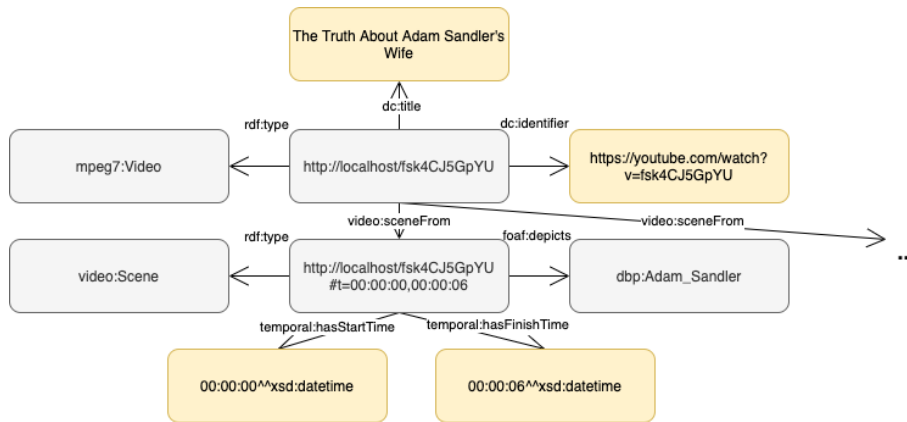 The Truth About Adam Sandler's
Wife
dc:title
rdf:type
dc:identifier
mpeg7:Video
http://localhost/fsk4CJ5GpYU
https://youtube.com/watch?
v=fsk4CJ5GpYU
video:sceneFrom
video:sceneFrom
rdf:type
foaf:depicts
video:Scene
http://localhost/fsk4CJ5GpYU
#t=00:00:00,00:00:06
dbp:Adam_Sandler
..
temporal:hasStartTime
temporal:hasFinishTime
00:00:00^^xsd:datetime
00:00:06^^xsd:datetime